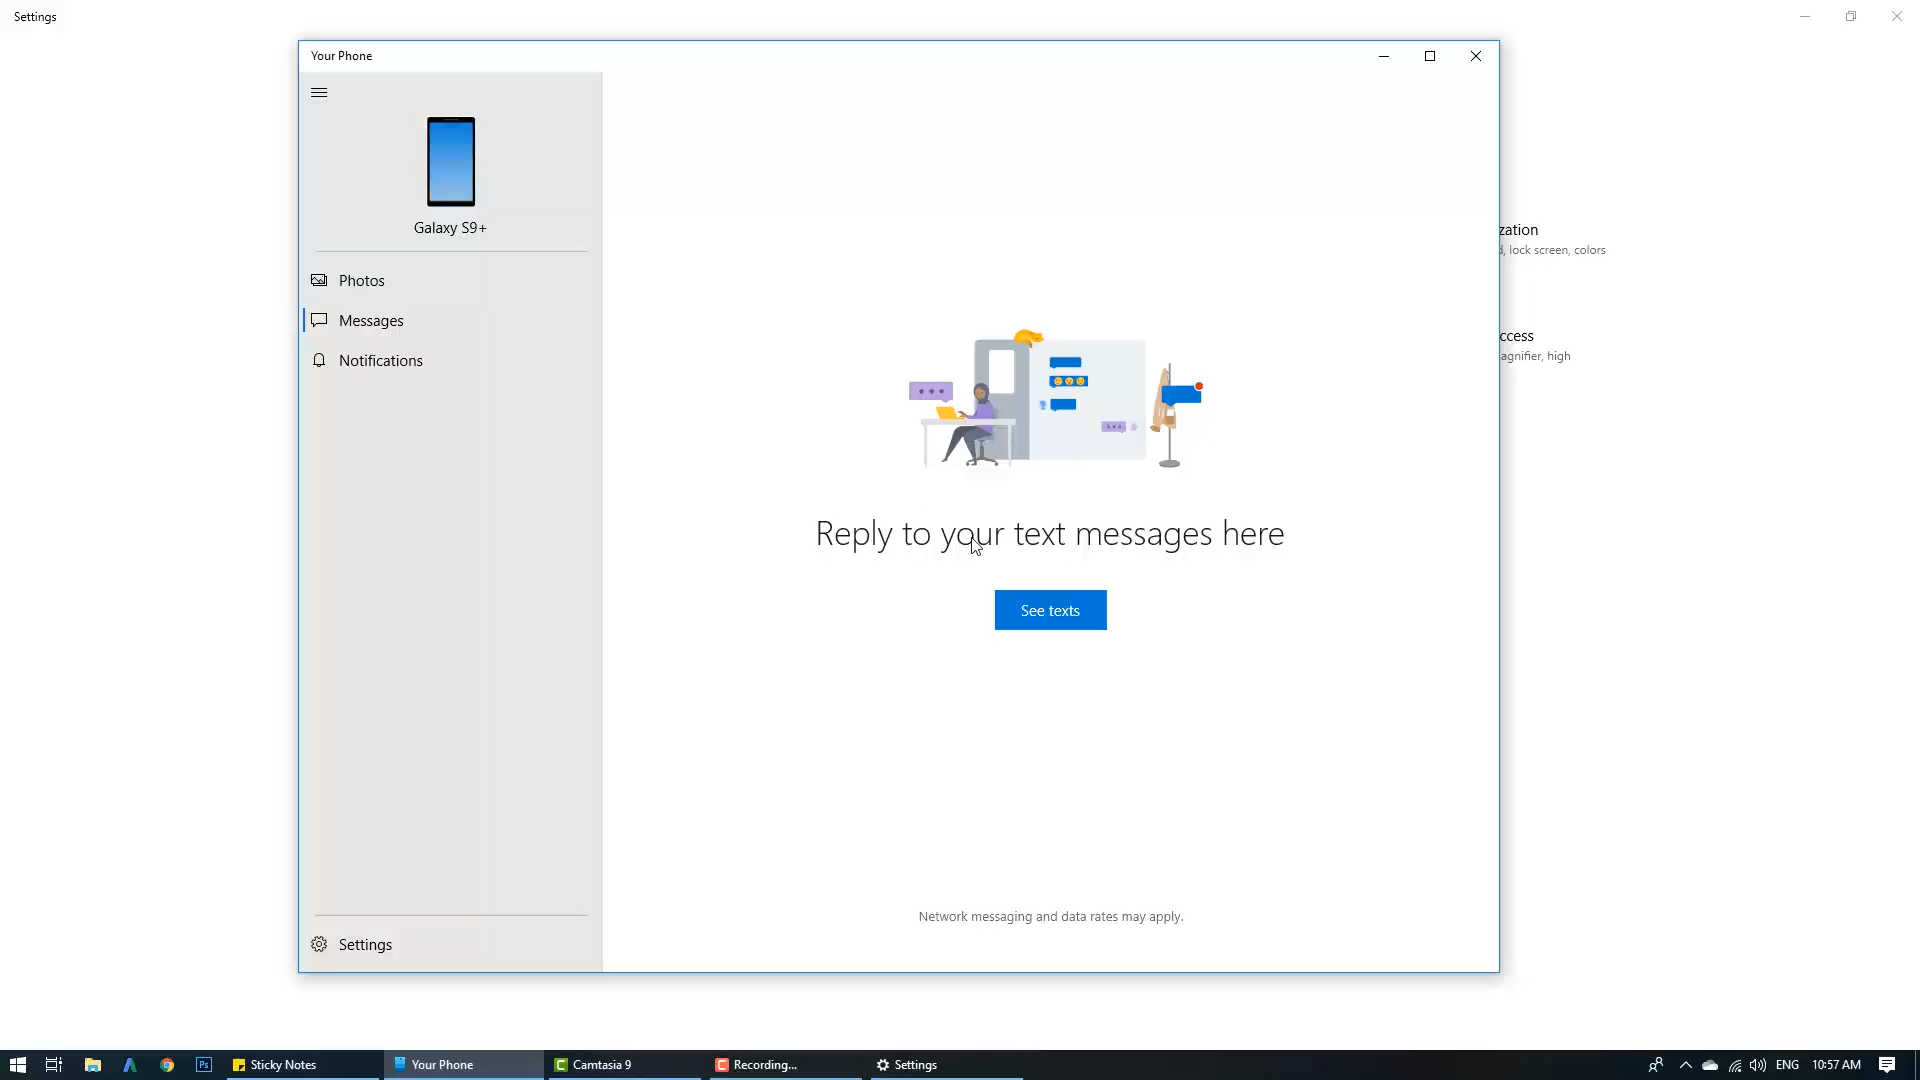 Settings
Your Phone
Galaxy S9+
Photos
Messages
Notifications
Settings
Reply to your text messages here
See texts
Network messaging and data rates may apply.
zation
, lock screen, colors
ccess
agnifier, high
Sticky Notes
Your Phone
Camtasia 9
Recording...
Settings
ENG
10:57 AM
Ps